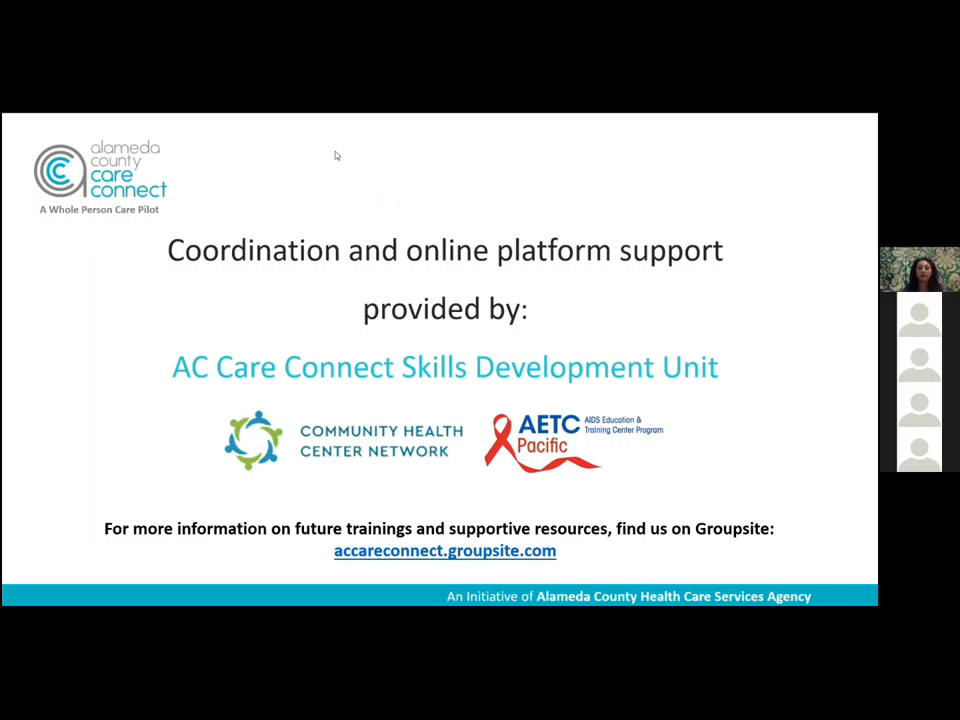 alameda
county
care
connect
A Whole Person Care Pilot
Coordination and online platform support
provided by:
AC Care Connect Skills Development Unit
COMMUNITY HEALTH
CENTER NETWORK
AETC
Pacific
AIDS Education &
Training Center Program
For more information on future trainings and supportive resources, find us on Groupsite:
accareconnect.groupsite.com
An Initiative of Alameda County Health Care Services Agency